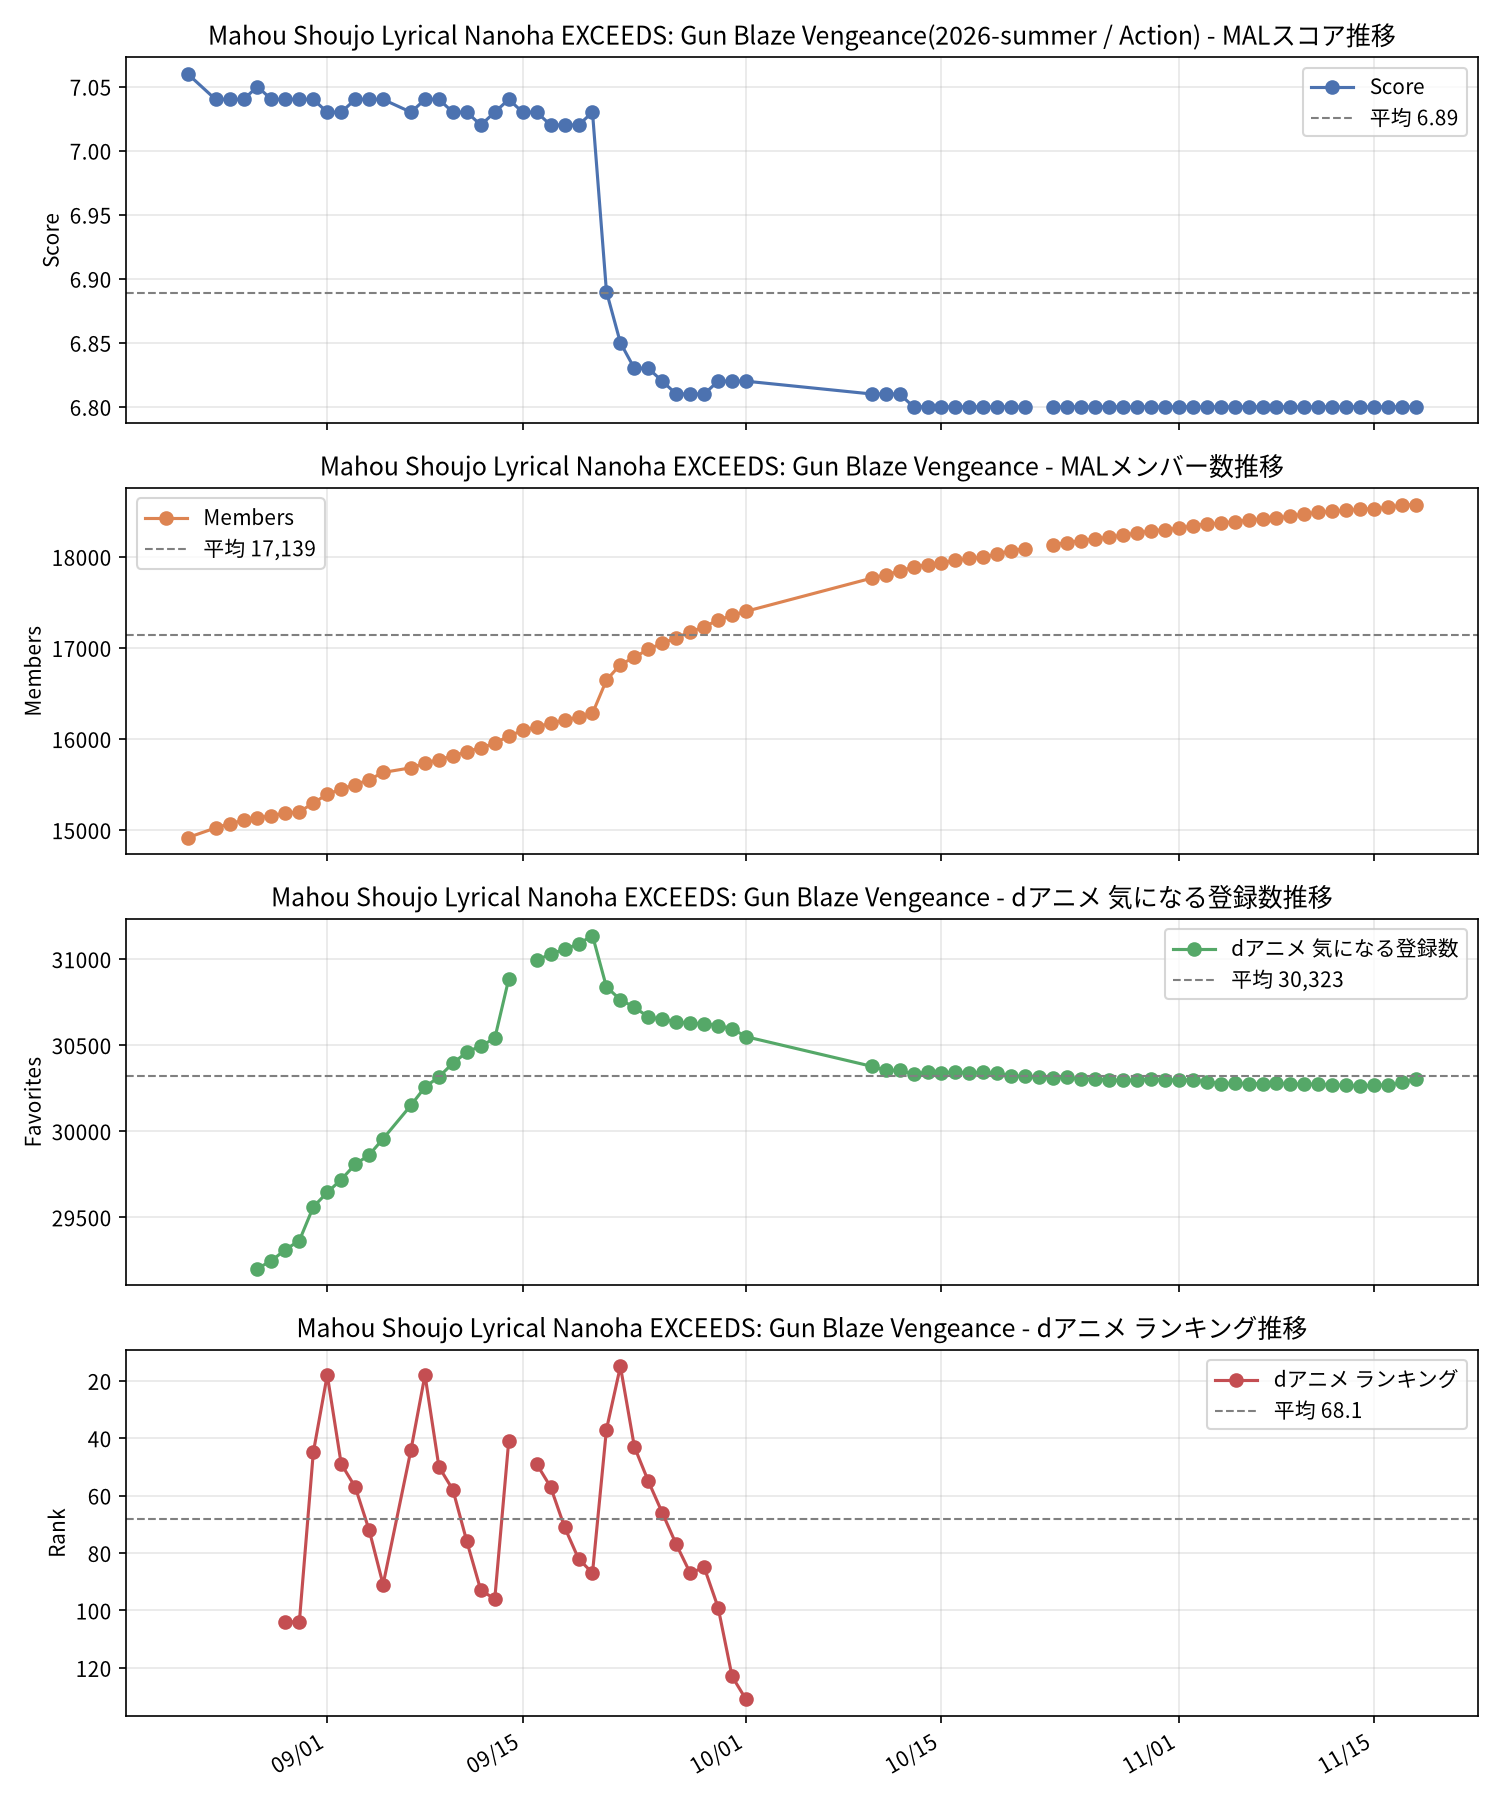 Mahou Shoujo Lyrical Nanoha EXCEEDS: Gun Blaze Vengeance(2026-summer / Action) - MALスコア推移
Score
7.05
7.00
6.95
6.90
6.85
6.80
Score
平均 6.89
Mahou Shoujo Lyrical Nanoha EXCEEDS: Gun Blaze Vengeance - MALメンバー数推移
Members
18000
17000
16000
15000
Members
平均 17,139
Mahou Shoujo Lyrical Nanoha EXCEEDS: Gun Blaze Vengeance - dアニメ 気になる登録数推移
Favorites
31000
30500
30000
29500
dアニメ 気になる登録数
平均 30,323
Mahou Shoujo Lyrical Nanoha EXCEEDS: Gun Blaze Vengeance - dアニメ ランキング推移
Rank
20
40
60
80
100
120
dアニメ ランキング
平均 68.1
09/01
09/15
10/01
10/15
11/01
11/15